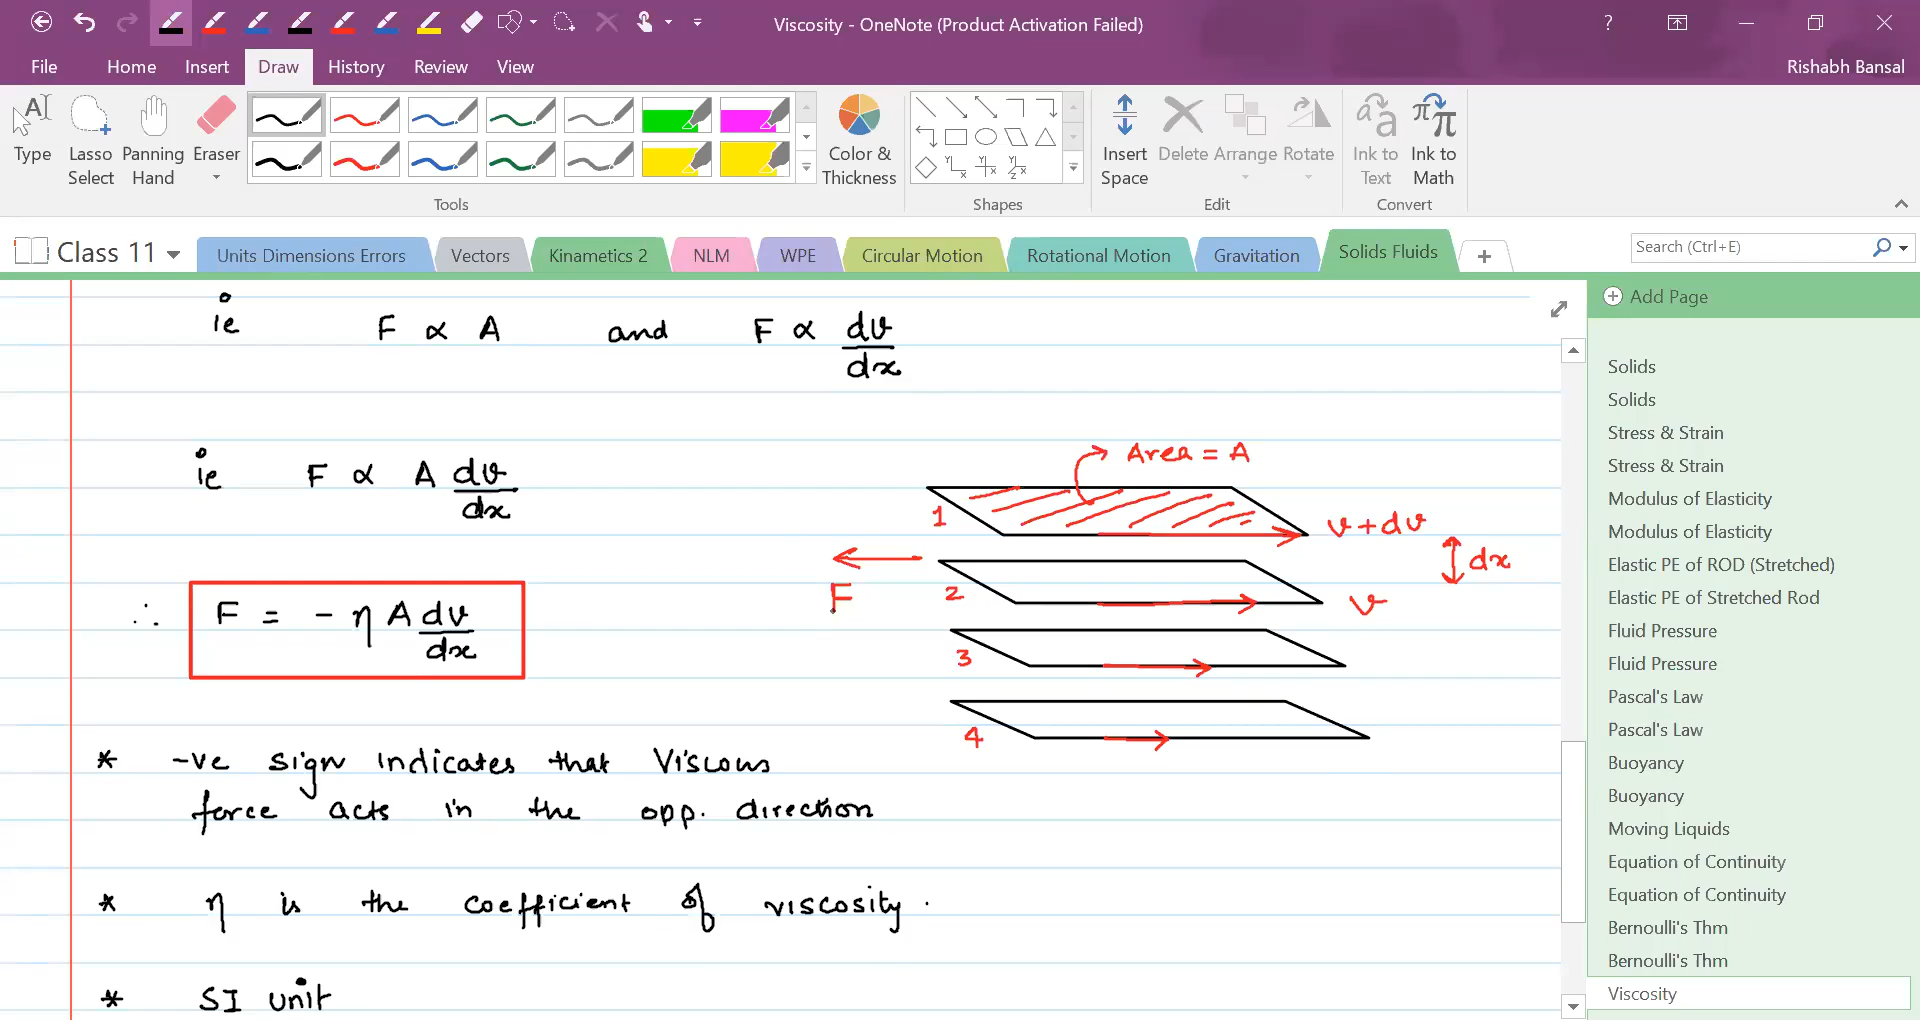 Viscosity - OneNote (Product Activation Failed)
?
File Home Insert Draw History Review View
Rishabh Bansal
Type
Lasso Select
Panning Hand
Eraser
Color & Thickness
Insert Space
Delete
Arrange
Rotate
Ink to Text
Ink to Math
Tools
Shapes
Edit
Convert
Class 11
Units Dimensions Errors
Vectors
Kinametics 2
NLM
WPE
Circular Motion
Rotational Motion
Gravitation
Solids Fluids
+
Search (Ctrl+E)
Add Page
Solids
Solids
Stress & Strain
Stress & Strain
Modulus of Elasticity
Modulus of Elasticity
Elastic PE of ROD (Stretched)
Elastic PE of Stretched Rod
Fluid Pressure
Fluid Pressure
Pascal's Law
Pascal's Law
Buoyancy
Buoyancy
Moving Liquids
Equation of Continuity
Equation of Continuity
Bernoulli's Thm
Bernoulli's Thm
Viscosity
ie F ∝ A and F ∝ dv/dx
ie F ∝ A dv/dx
∴ F = - η A dv/dx
* -ve sign indicates that Viscous
force acts in the opp. direction
* η is the coefficient of viscosity.
* SI unit
Area = A
1
v + dv
dx
F
2
v
3
4